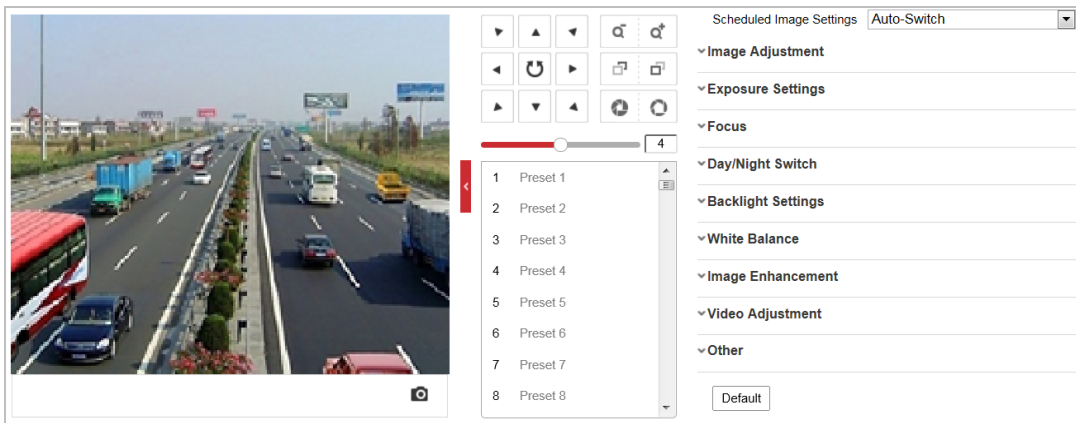 Scheduled Image Settings Auto-Switch
Image Adjustment
Exposure Settings
Focus
Day/Night Switch
Backlight Settings
White Balance
Image Enhancement
Video Adjustment
Other
Default
4
1 Preset 1
2 Preset 2
3 Preset 3
4 Preset 4
5 Preset 5
6 Preset 6
7 Preset 7
8 Preset 8